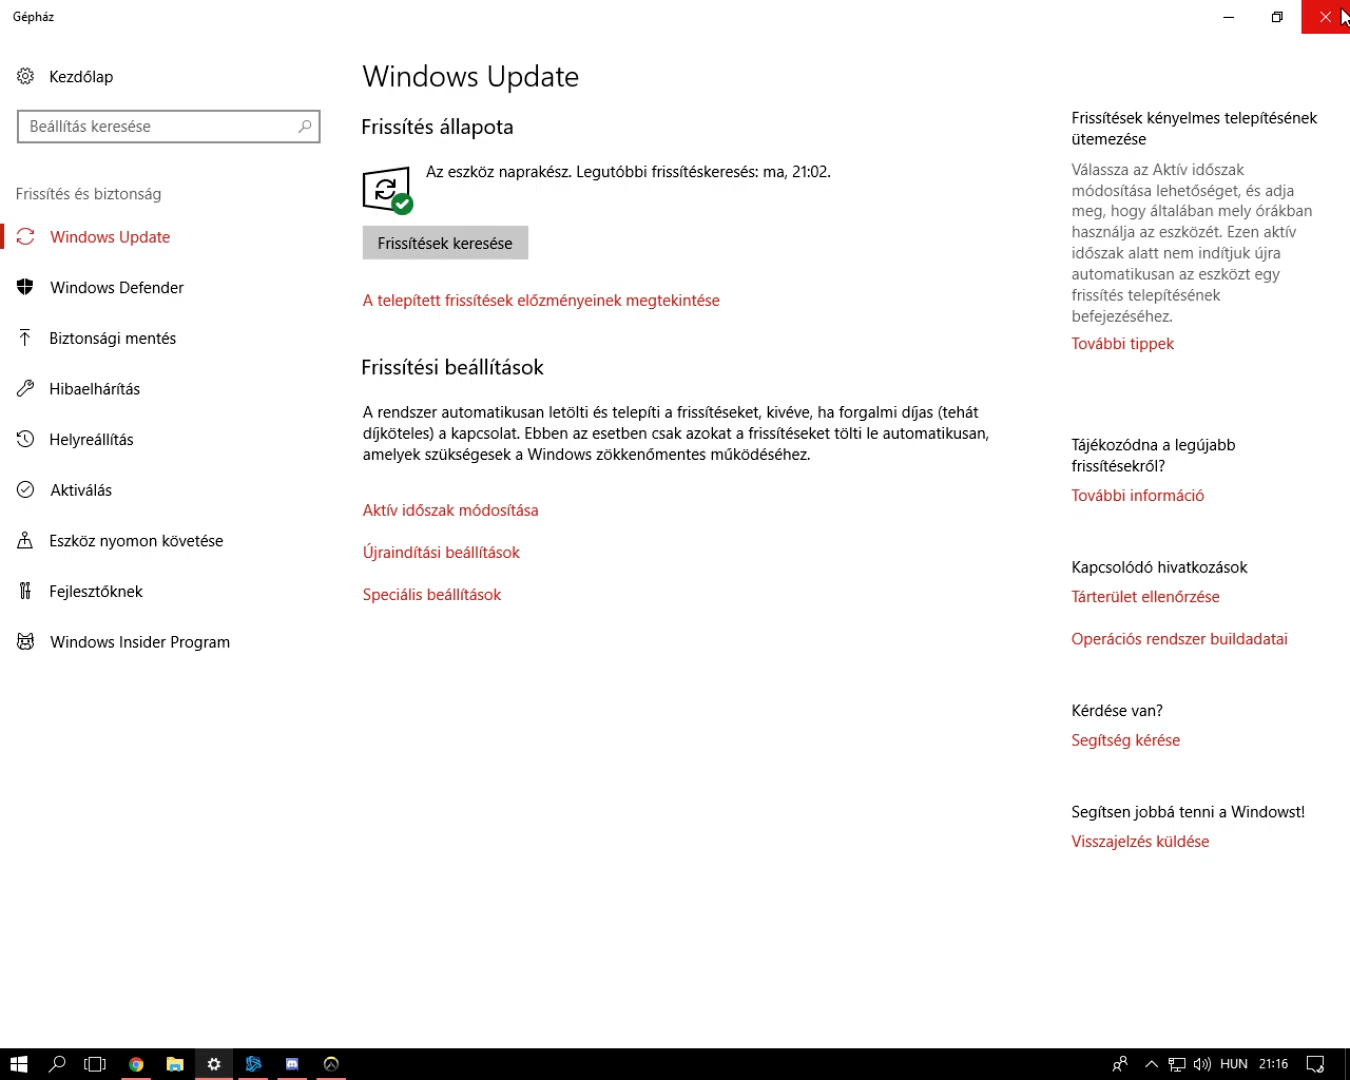 Gépház
Kezdőlap
Beállítás keresése
Frissítés és biztonság
Windows Update
Windows Defender
Biztonsági mentés
Hibaelhárítás
Helyreállítás
Aktiválás
Eszköz nyomon követése
Fejlesztőknek
Windows Insider Program
Windows Update
Frissítés állapota
Az eszköz naprakész. Legutóbbi frissítéskeresés: ma, 21:02.
Frissítések keresése
A telepített frissítések előzményeinek megtekintése
Frissítési beállítások
A rendszer automatikusan letölti és telepíti a frissítéseket, kivéve, ha forgalmi díjas (tehát
díjköteles) a kapcsolat. Ebben az esetben csak azokat a frissítéseket tölti le automatikusan,
amelyek szükségesek a Windows zökkenőmentes működéséhez.
Aktív időszak módosítása
Újraindítási beállítások
Speciális beállítások
Frissítések kényelmes telepítésének
ütemezése
Válassza az Aktív időszak
módosítása lehetőséget, és adja
meg, hogy általában mely órákban
használja az eszközét. Ezen aktív
időszak alatt nem indítjuk újra
automatikusan az eszközt egy
frissítés telepítésének
befejezéséhez.
További tippek
Tájékozódna a legújabb
frissítésekről?
További információ
Kapcsolódó hivatkozások
Tárterület ellenőrzése
Operációs rendszer buildadatai
Kérdése van?
Segítség kérése
Segítsen jobbá tenni a Windowst!
Visszajelzés küldése
HUN
21:16